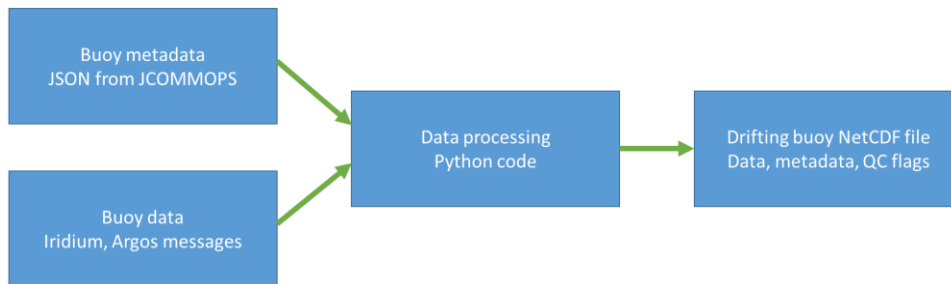 Buoy metadata
JSON from JCOMMOPS
Data processing
Python code
Drifting buoy NetCDF file
Data, metadata, QC flags
Buoy data
Iridium, Argos messages